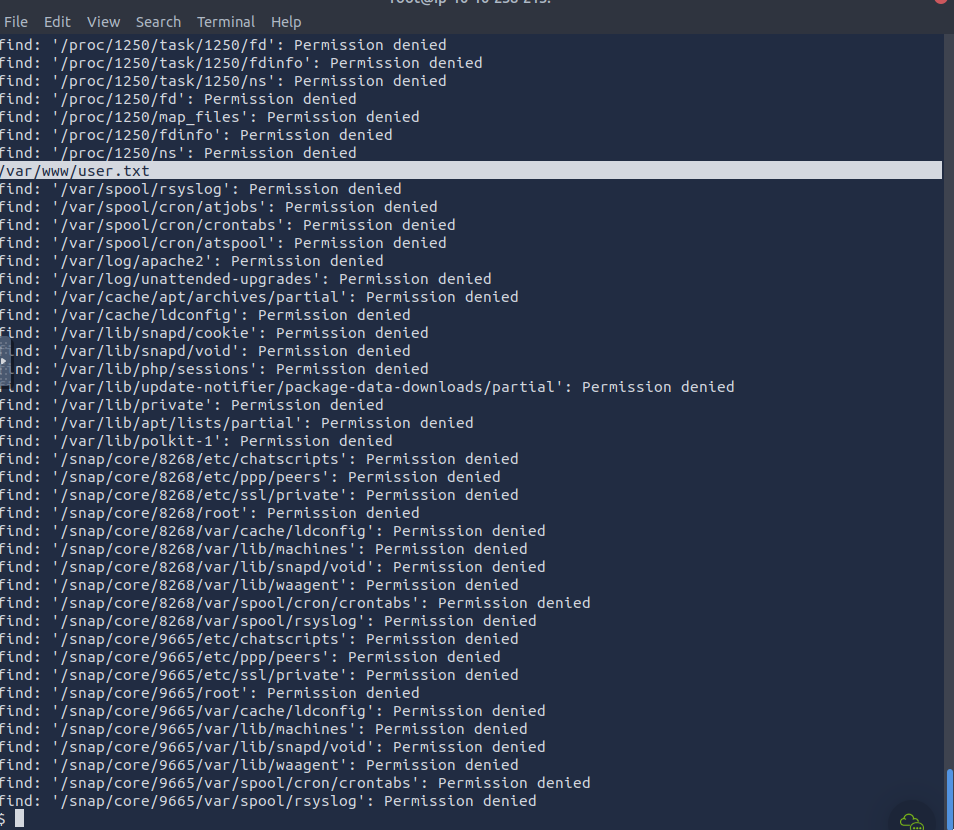 File Edit View Search Terminal Help
find: '/proc/1250/task/1250/fd': Permission denied
find: '/proc/1250/task/1250/fdinfo': Permission denied
find: '/proc/1250/task/1250/ns': Permission denied
find: '/proc/1250/fd': Permission denied
find: '/proc/1250/map_files': Permission denied
find: '/proc/1250/fdinfo': Permission denied
find: '/proc/1250/ns': Permission denied
/var/www/user.txt
find: '/var/spool/rsyslog': Permission denied
find: '/var/spool/cron/atjobs': Permission denied
find: '/var/spool/cron/crontabs': Permission denied
find: '/var/spool/cron/atspool': Permission denied
find: '/var/log/apache2': Permission denied
find: '/var/log/unattended-upgrades': Permission denied
find: '/var/cache/apt/archives/partial': Permission denied
find: '/var/cache/ldconfig': Permission denied
find: '/var/lib/snapd/cookie': Permission denied
find: '/var/lib/snapd/void': Permission denied
find: '/var/lib/php/sessions': Permission denied
find: '/var/lib/update-notifier/package-data-downloads/partial': Permission denied
find: '/var/lib/private': Permission denied
find: '/var/lib/apt/lists/partial': Permission denied
find: '/var/lib/polkit-1': Permission denied
find: '/snap/core/8268/etc/chatscripts': Permission denied
find: '/snap/core/8268/etc/ppp/peers': Permission denied
find: '/snap/core/8268/etc/ssl/private': Permission denied
find: '/snap/core/8268/root': Permission denied
find: '/snap/core/8268/var/cache/ldconfig': Permission denied
find: '/snap/core/8268/var/lib/machines': Permission denied
find: '/snap/core/8268/var/lib/snapd/void': Permission denied
find: '/snap/core/8268/var/lib/waagent': Permission denied
find: '/snap/core/8268/var/spool/cron/crontabs': Permission denied
find: '/snap/core/8268/var/spool/rsyslog': Permission denied
find: '/snap/core/9665/etc/chatscripts': Permission denied
find: '/snap/core/9665/etc/ppp/peers': Permission denied
find: '/snap/core/9665/etc/ssl/private': Permission denied
find: '/snap/core/9665/root': Permission denied
find: '/snap/core/9665/var/cache/ldconfig': Permission denied
find: '/snap/core/9665/var/lib/machines': Permission denied
find: '/snap/core/9665/var/lib/snapd/void': Permission denied
find: '/snap/core/9665/var/lib/waagent': Permission denied
find: '/snap/core/9665/var/spool/cron/crontabs': Permission denied
find: '/snap/core/9665/var/spool/rsyslog': Permission denied
$